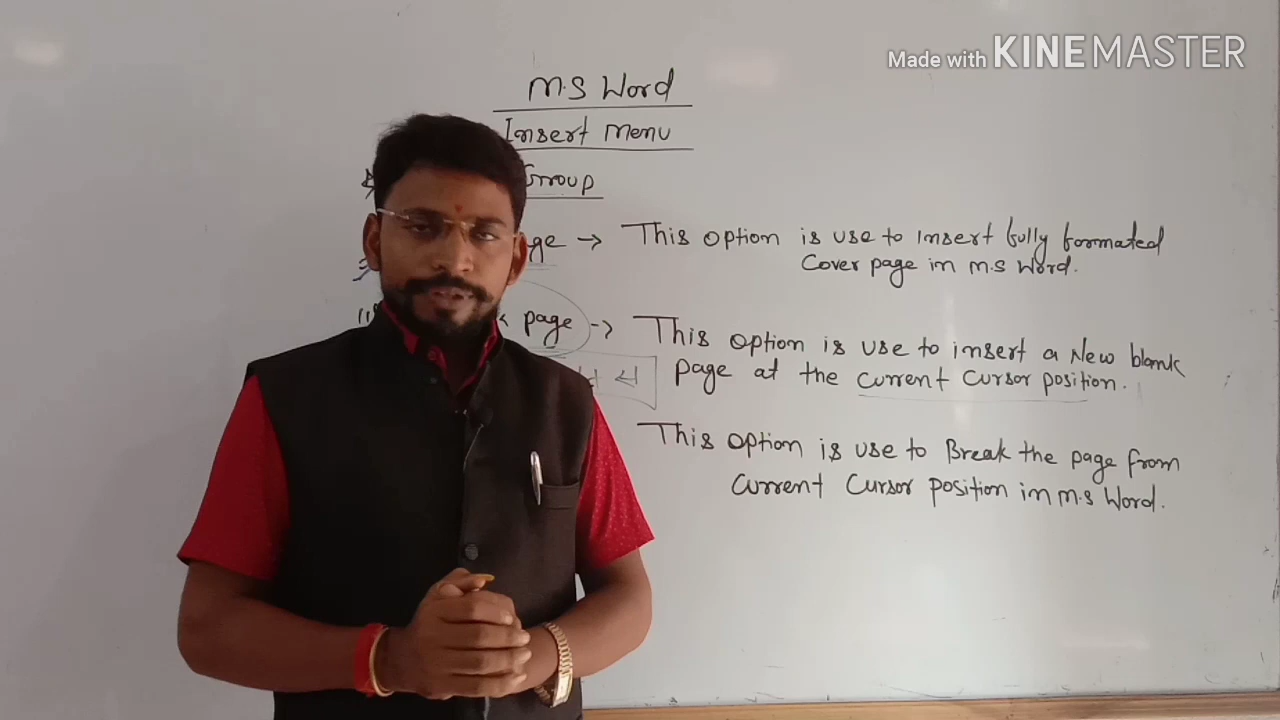 Made with KINEMASTER
M.S Word
Insert Menu
Group
page → This option is use to Insert fully formated
Cover page in M.S Word.
page → This option is use to insert a New blank
page at the current cursor position.
This option is use to Break the page from
current cursor position in M.S Word.